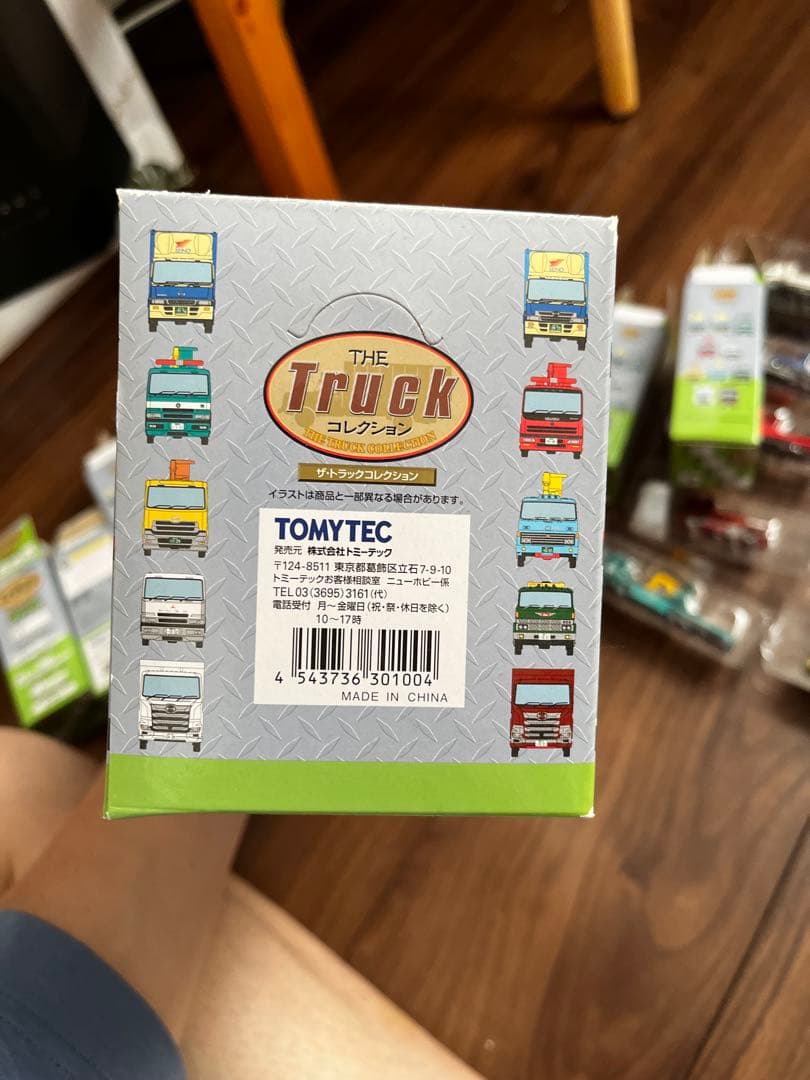 THE
Truck
コレクション
THE TRUCK COLLECTION
ザ・トラックコレクション
イラストは商品と一部異なる場合があります。
TOMYTEC
発売元 株式会社トミーテック
〒124-8511 東京都葛飾区立石7-9-10
トミーテックお客様相談室 ニューホビー係
TEL03(3695)3161(代)
電話受付 月～金曜日(祝・祭・休日を除く)
10～17時
4 543736 301004
MADE IN CHINA